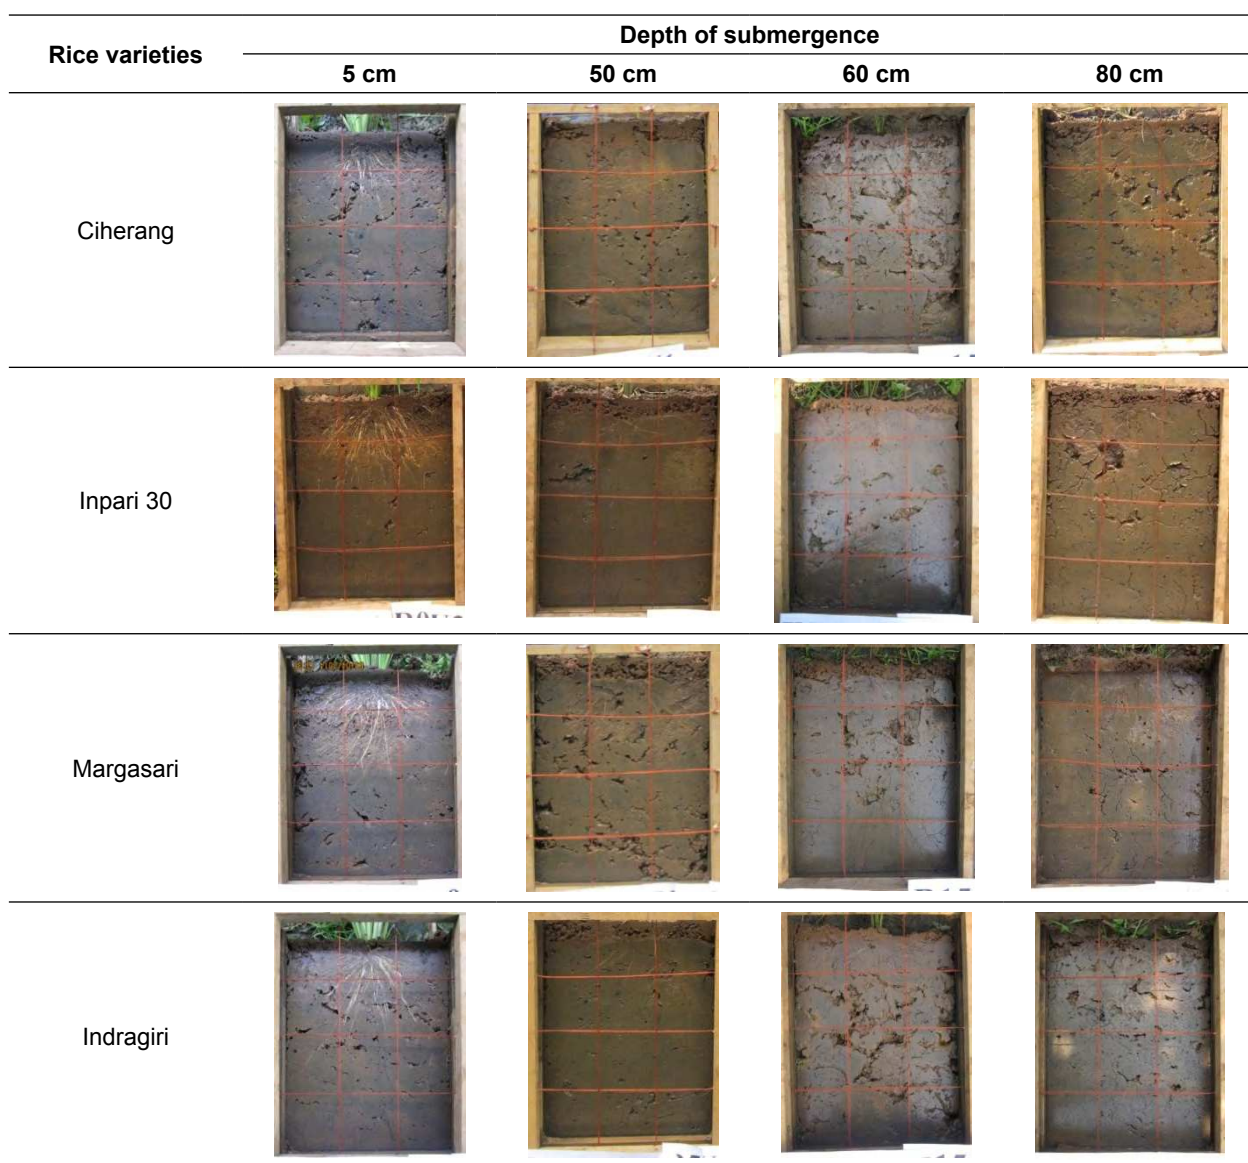 Rice varieties
Depth of submergence
5 cm 50 cm 60 cm 80 cm
Ciherang
Inpari 30
Margasari
Indragiri